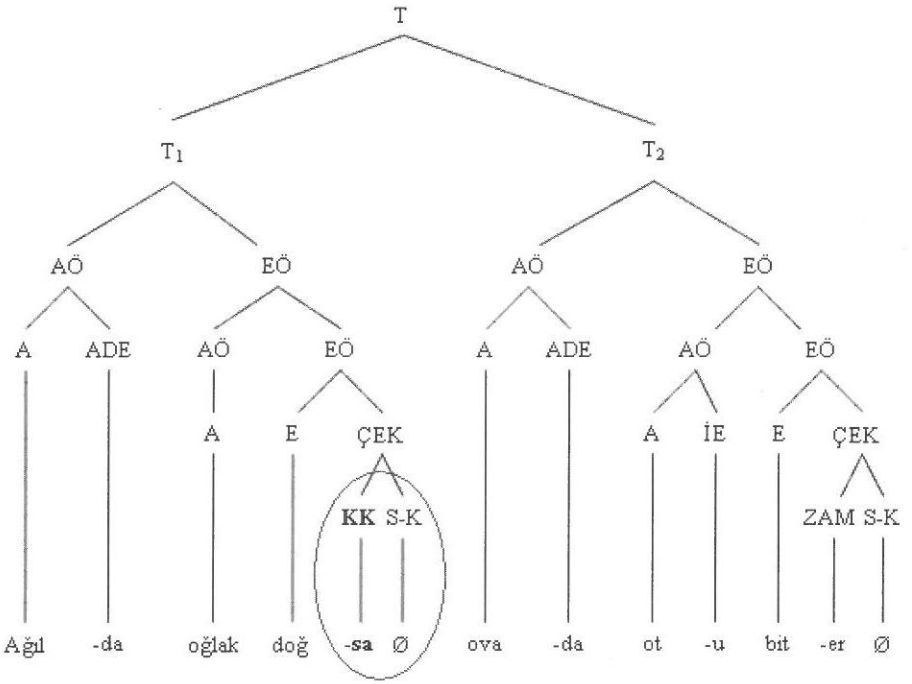 T
T₁ T₂
AÖ EÖ AÖ EÖ
A ADE AÖ EÖ A ADE AÖ EÖ
A E ÇEK A İE E ÇEK
KK S-K ZAM S-K
Ağıl -da oğlak doğ -sa Ø ova -da ot -u bit -er Ø